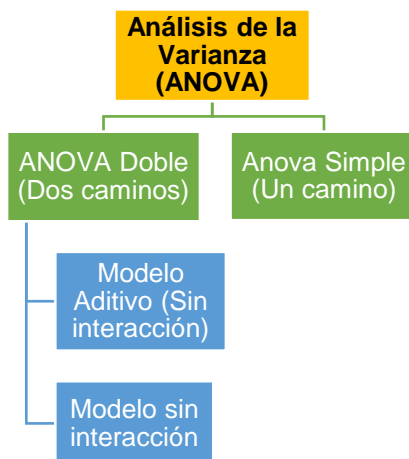 Análisis de la
Varianza
(ANOVA)
ANOVA Doble
(Dos caminos)
Anova Simple
(Un camino)
Modelo
Aditivo (Sin
interacción)
Modelo sin
interacción